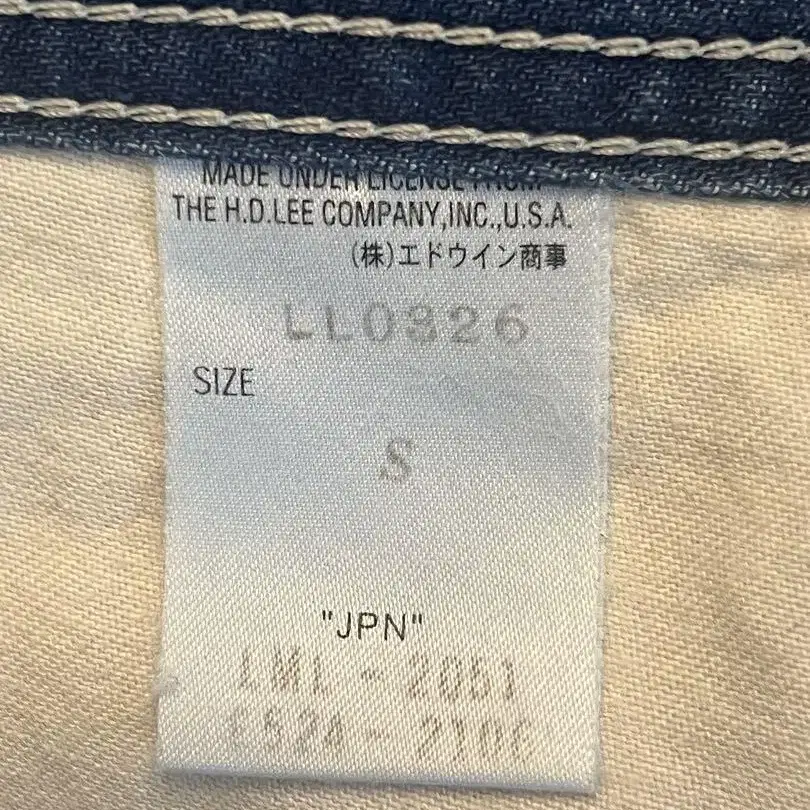 MADE UNDER LICENSE FROM
THE H.D.LEE COMPANY,INC.,U.S.A.
(株)エドウイン商事
LL0326
SIZE
S
"JPN"
- 2051
- 2106